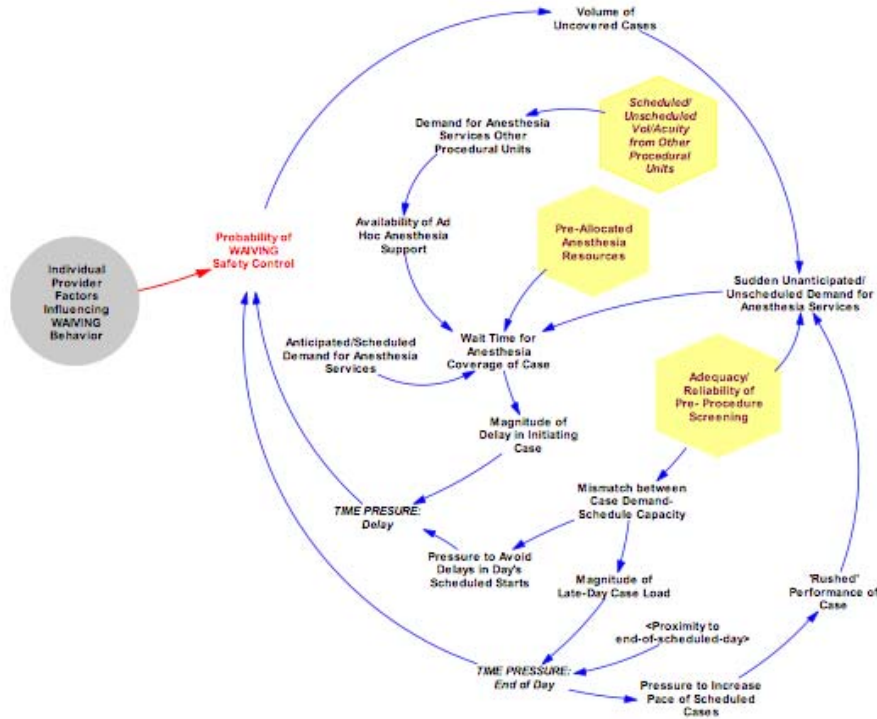 Volume of
Uncovered Cases
Scheduled/
Unscheduled
Vol/Acuity
from Other
Procedural
Units
Demand for Anesthesia
Services Other
Procedural Units
Availability of Ad
Hoc Anesthesia
Support
Pre-Allocated
Anesthesia
Resources
Probability of
WAIVING
Safety Control
Individual
Provider
Factors
Influencing
WAIVING
Behavior
Sudden Unanticipated/
Unscheduled Demand for
Anesthesia Services
Wait Time for
Anesthesia
Coverage of Case
Anticipated/Scheduled
Demand for Anesthesia
Services
Adequacy/
Reliability of
Pre- Procedure
Screening
Magnitude of
Delay in Initiating
Case
Mismatch between
Case Demand-
Schedule Capacity
TIME PRESURE:
Delay
Pressure to Avoid
Delays in Day's
Scheduled Starts
Magnitude of
Late-Day Case Load
'Rushed'
Performance of
Case
<Proximity to
end-of-scheduled-day>
TIME PRESSURE:
End of Day
Pressure to Increase
Pace of Scheduled
Cases